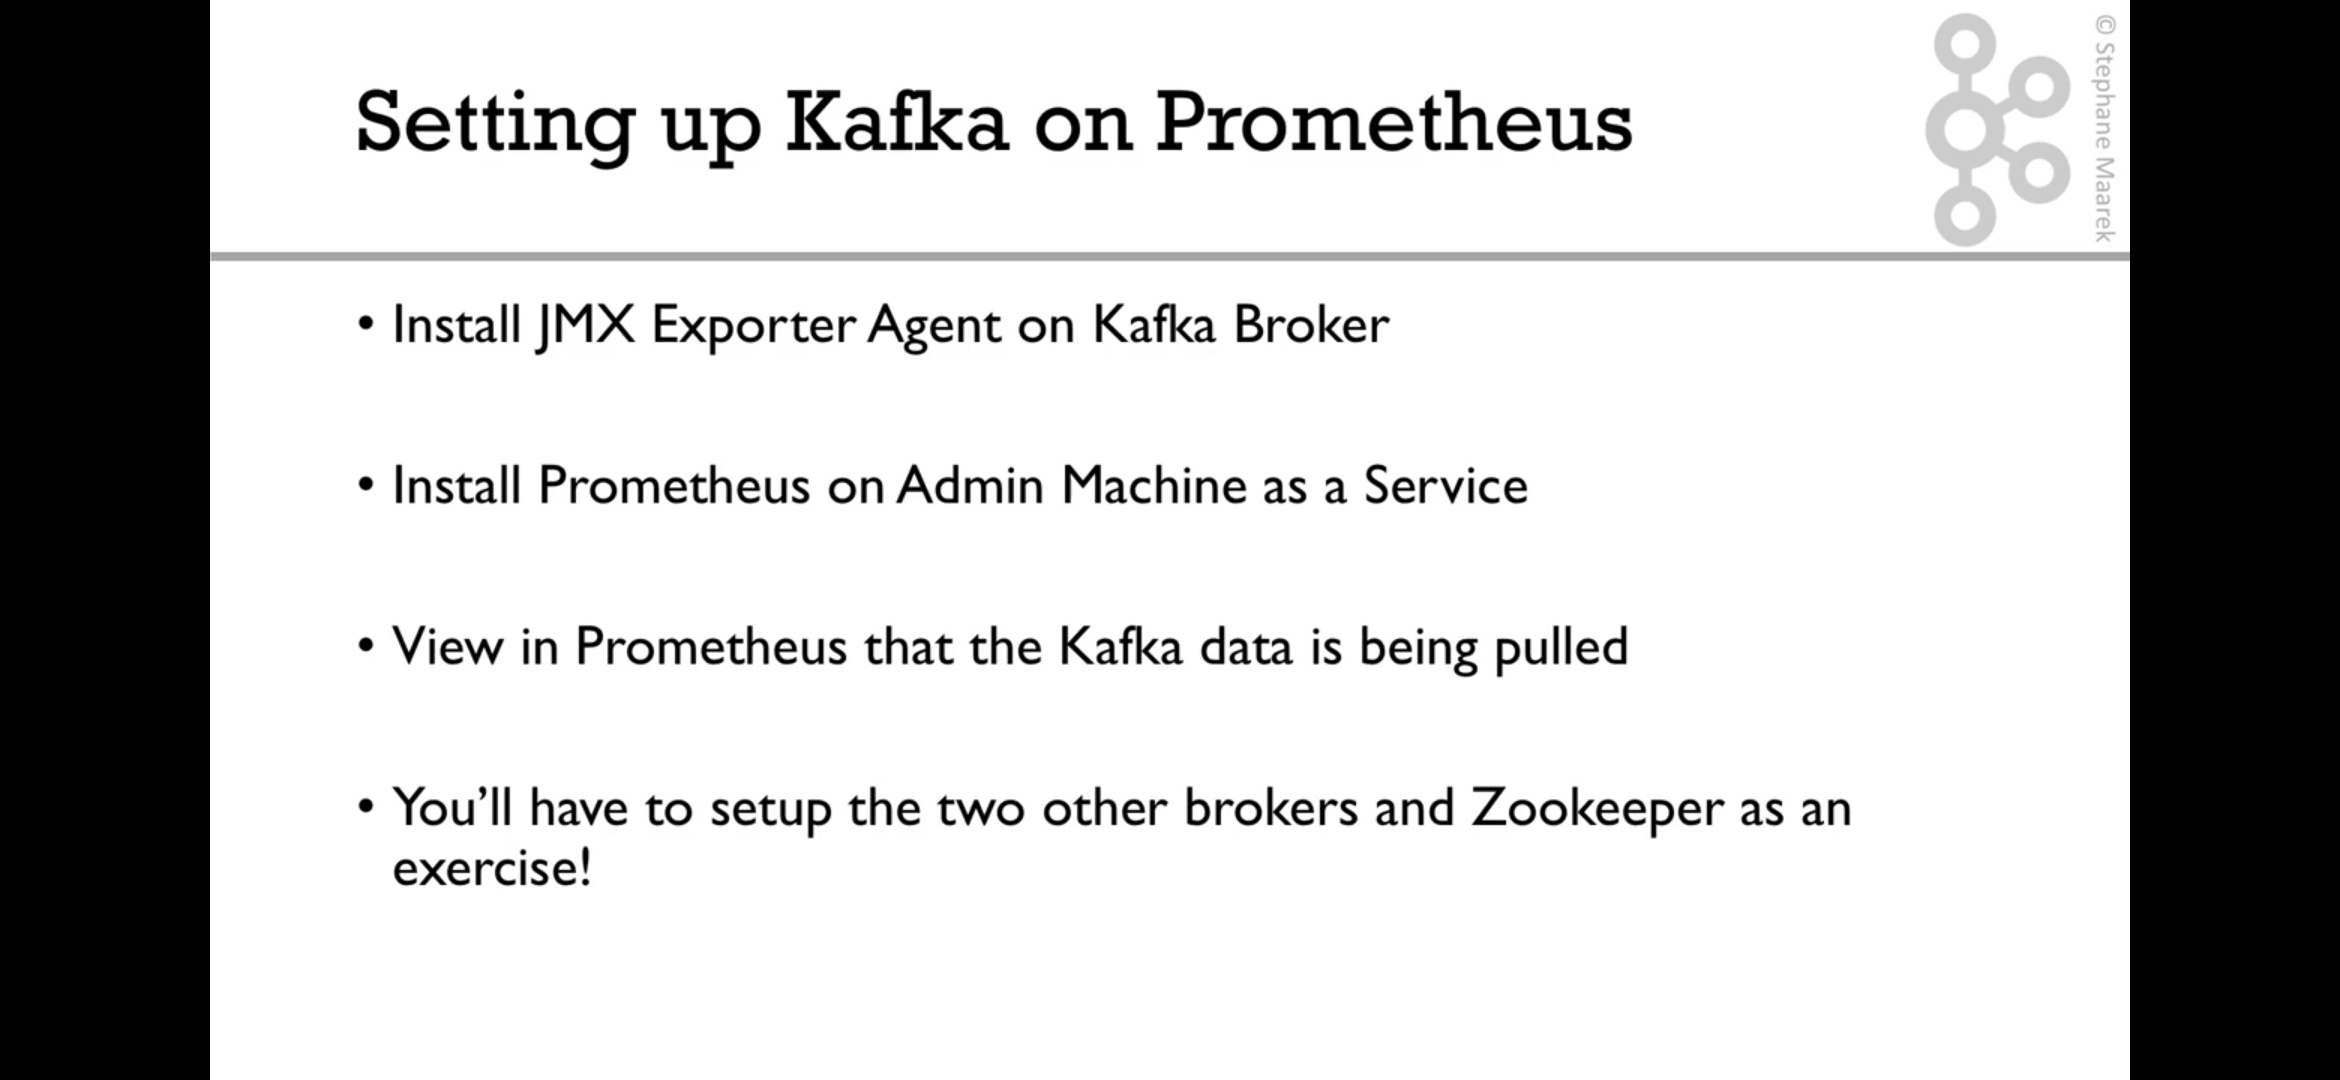 Setting up Kafka on Prometheus
© Stephane Maarek
• Install JMX Exporter Agent on Kafka Broker
• Install Prometheus on Admin Machine as a Service
• View in Prometheus that the Kafka data is being pulled
• You’ll have to setup the two other brokers and Zookeeper as an
exercise!